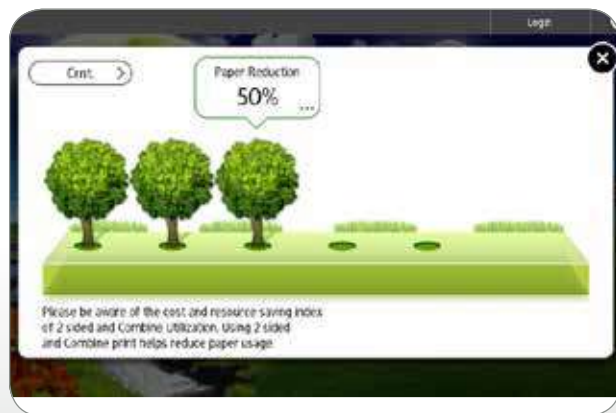 Login
Cnt. >
Paper Reduction
50% ...
Please be aware of the cost and resource saving index
of 2 sided and Combine Utilization. Using 2 sided
and Combine print helps reduce paper usage.